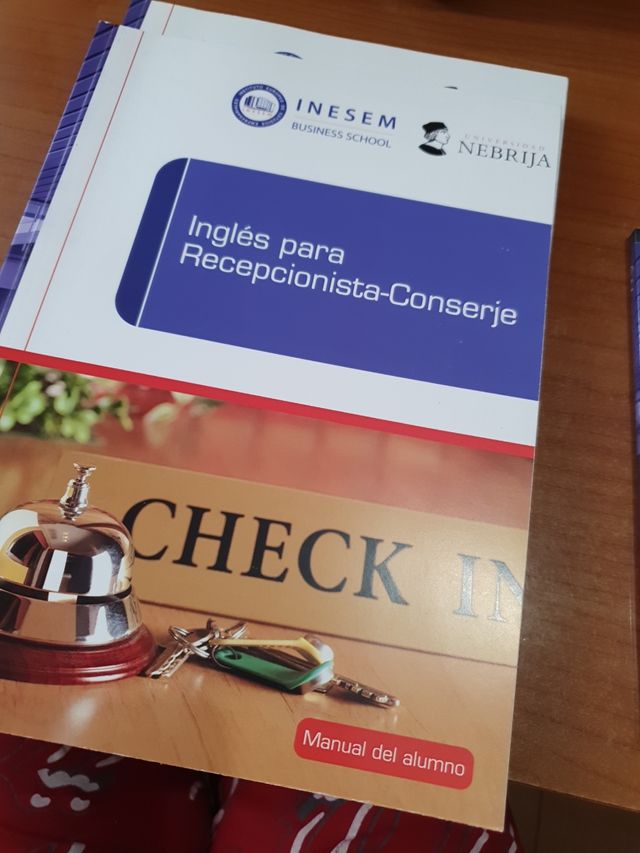 INESEM
BUSINESS SCHOOL
UNIVERSIDAD
NEBRIJA
Inglés para
Recepcionista-Conserje
CHECK IN
Manual del alumno